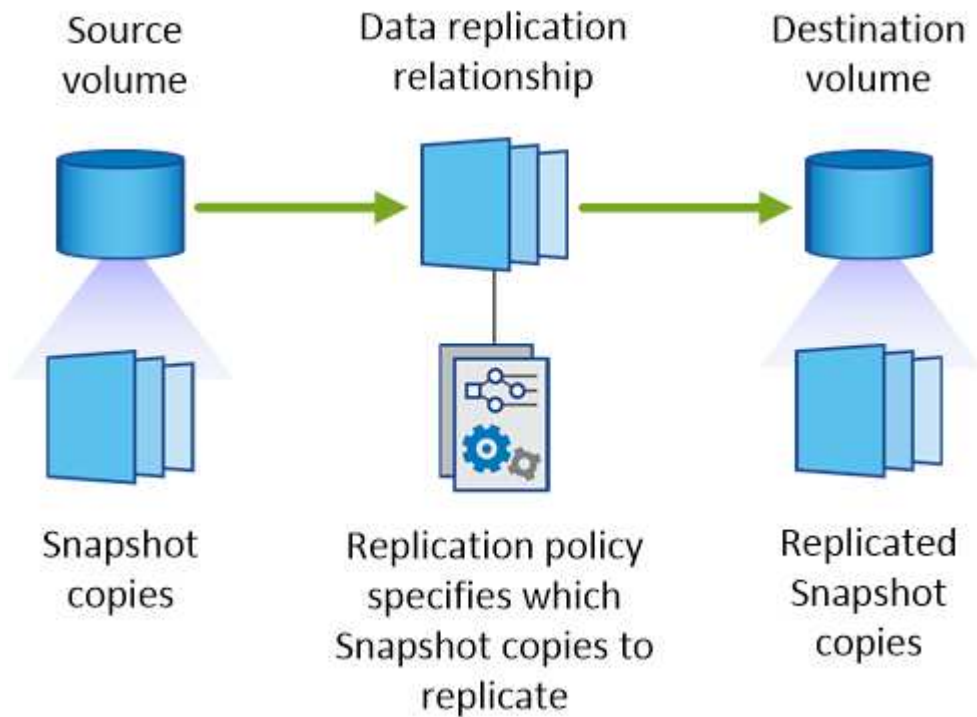 Source
volume
Data replication
relationship
Destination
volume
Snapshot
copies
Replication policy
specifies which
Snapshot copies to
replicate
Replicated
Snapshot
copies